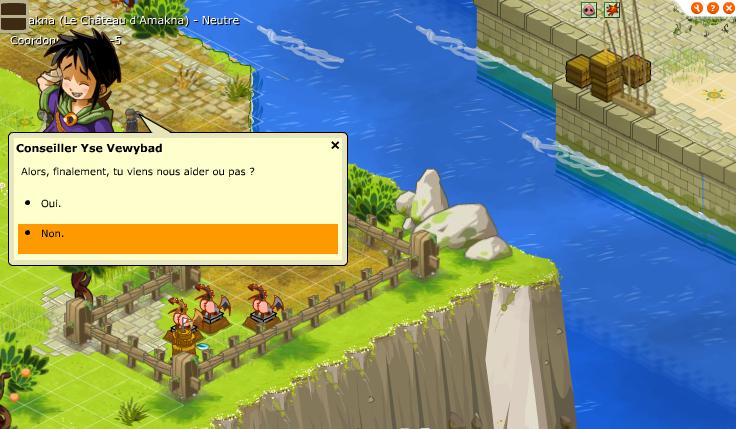 akna (Le Château d'Amakna) - Neutre
Coordon -5
Conseiller Yse Vewybad
Alors, finalement, tu viens nous aider ou pas ?
Oui.
Non.